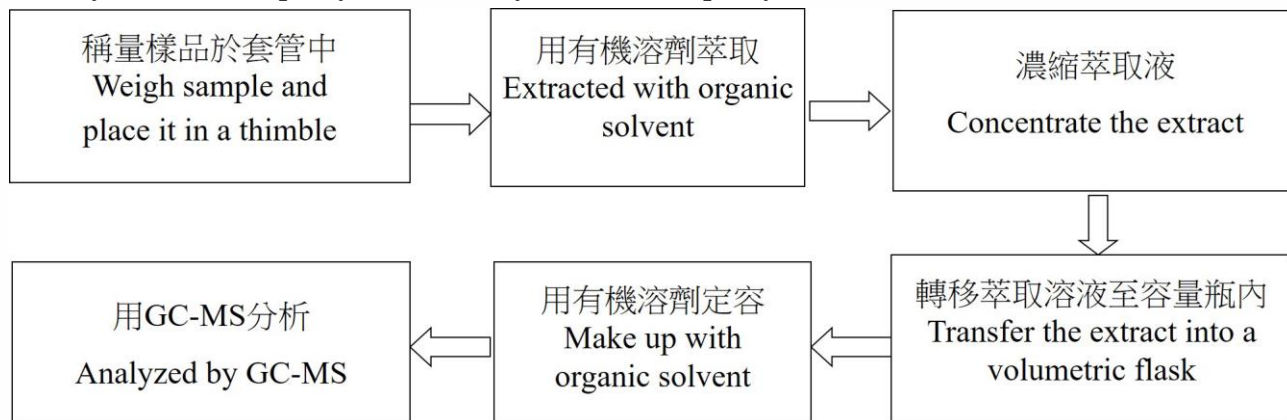 稱量樣品於套管中
Weigh sample and
place it in a thimble
用有機溶劑萃取
Extracted with organic
solvent
濃縮萃取液
Concentrate the extract
轉移萃取溶液至容量瓶內
Transfer the extract into a
volumetric flask
用有機溶劑定容
Make up with
organic solvent
用GC-MS分析
Analyzed by GC-MS